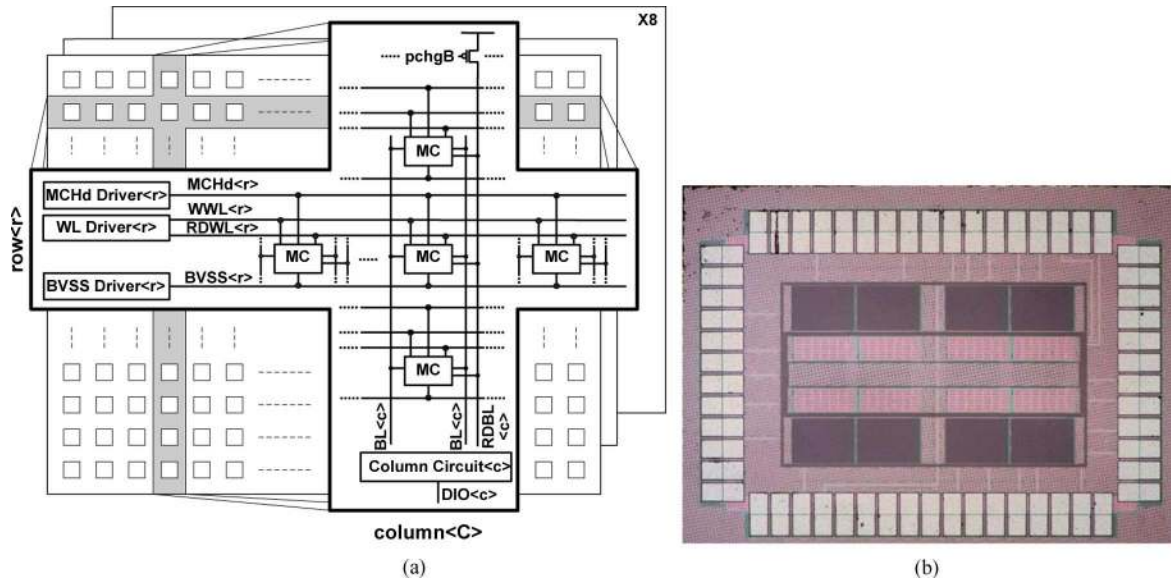 X8
pchgB
MC
MCHd Driver<r>
MCHd<r>
WL Driver<r>
WWL<r>
RDWL<r>
row<r>
MC
MC
MC
BVSS Driver<r>
BVSS<r>
MC
BL<c>
BL<c>
RDBL
<c>
Column Circuit<c>
DIO<c>
column<C>
(a)
(b)